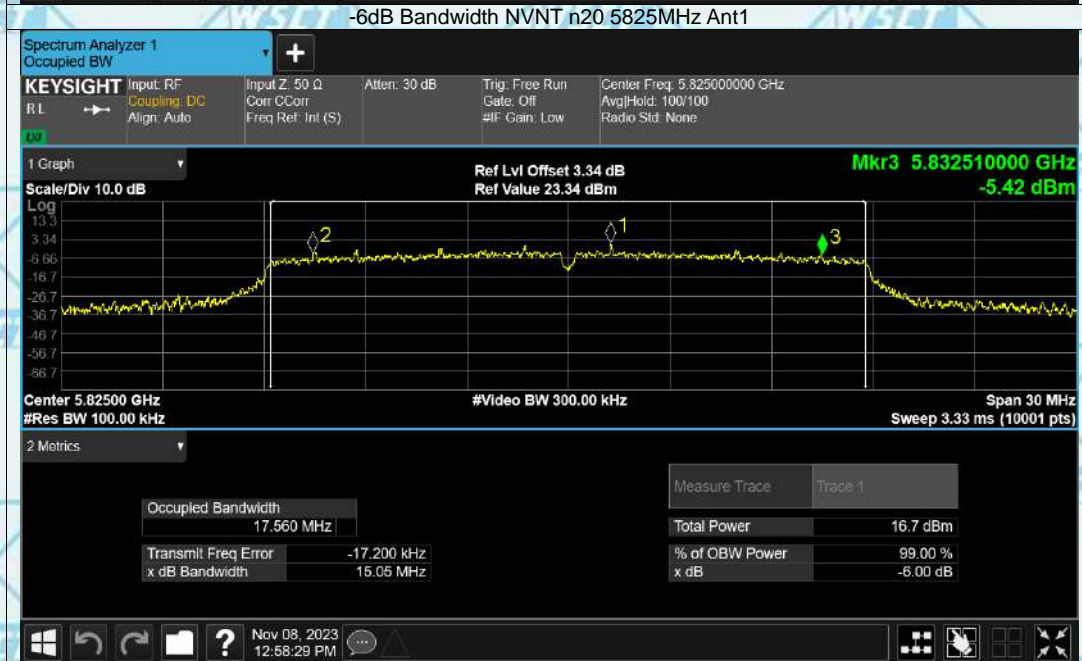 -6dB Bandwidth NVNT n20 5825MHz Ant1
Spectrum Analyzer 1
Occupied BW
+
KEYSIGHT Input: RF Input Z: 50 Ω Atten: 30 dB Trig: Free Run Center Freq: 5.825000000 GHz
RL Coupling: DC Corr CCorr Gate: Off Avg|Hold: 100/100
Align: Auto Freq Ref: Int (S) #IF Gain: Low Radio Std: None
LXI
1 Graph Ref Lvl Offset 3.34 dB Mkr3 5.832510000 GHz
Scale/Div 10.0 dB Ref Value 23.34 dBm -5.42 dBm
Log
13.3
3.34
-6.66
-16.7
-26.7
-36.7
-46.7
-56.7
-66.7
2 1 3
Center 5.82500 GHz #Video BW 300.00 kHz Span 30 MHz
#Res BW 100.00 kHz Sweep 3.33 ms (10001 pts)
2 Metrics
Measure Trace Trace 1
Occupied Bandwidth
17.560 MHz Total Power 16.7 dBm
Transmit Freq Error -17.200 kHz % of OBW Power 99.00 %
x dB Bandwidth 15.05 MHz x dB -6.00 dB
? Nov 08, 2023
12:58:29 PM